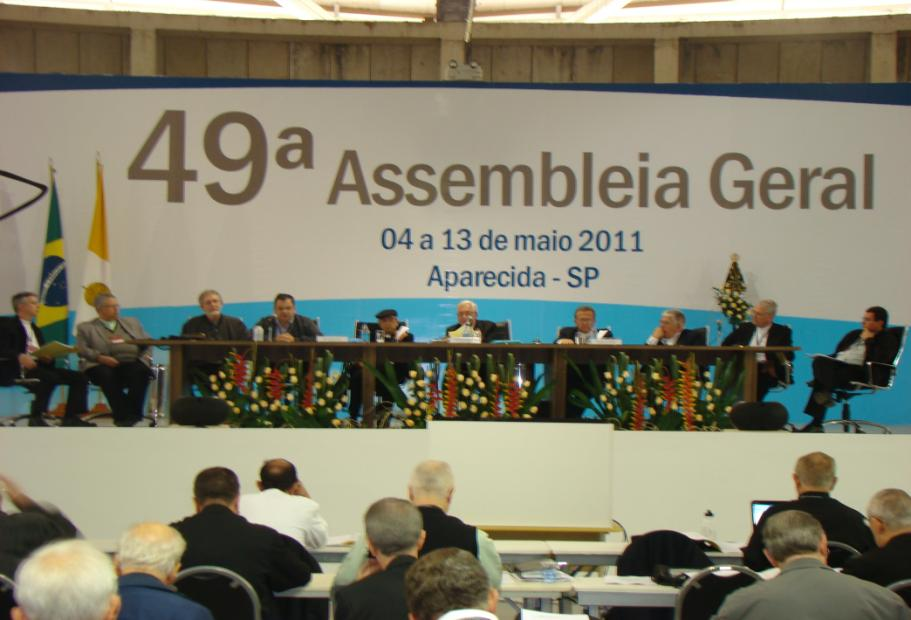 49ª Assembleia Geral
04 a 13 de maio 2011
Aparecida - SP